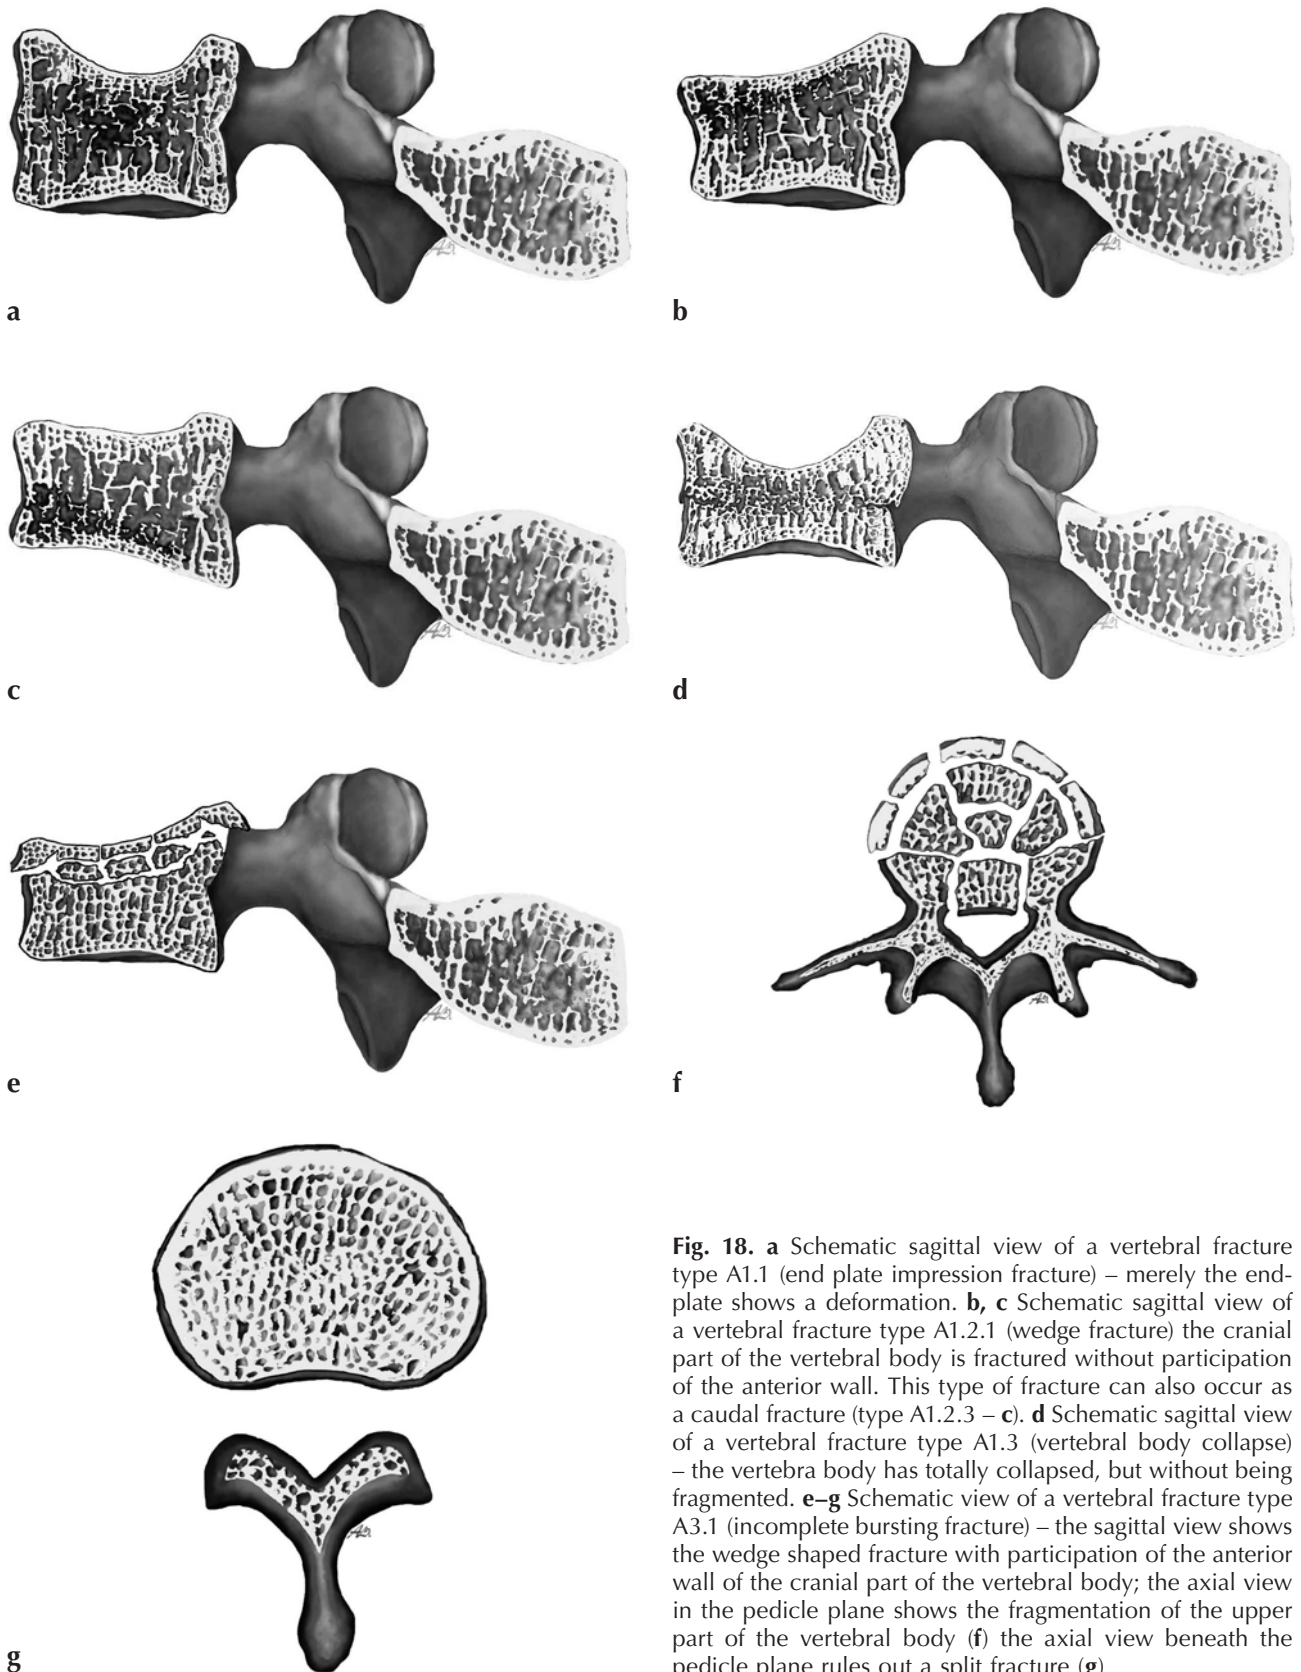 a
b
c
d
e
f
g
Fig. 18. a Schematic sagittal view of a vertebral fracture
type A1.1 (end plate impression fracture) – merely the end-
plate shows a deformation. b, c Schematic sagittal view of
a vertebral fracture type A1.2.1 (wedge fracture) the cranial
part of the vertebral body is fractured without participation
of the anterior wall. This type of fracture can also occur as
a caudal fracture (type A1.2.3 – c). d Schematic sagittal view
of a vertebral fracture type A1.3 (vertebral body collapse)
– the vertebra body has totally collapsed, but without being
fragmented. e–g Schematic view of a vertebral fracture type
A3.1 (incomplete bursting fracture) – the sagittal view shows
the wedge shaped fracture with participation of the anterior
wall of the cranial part of the vertebral body; the axial view
in the pedicle plane shows the fragmentation of the upper
part of the vertebral body (f) the axial view beneath the
pedicle plane rules out a split fracture (g)